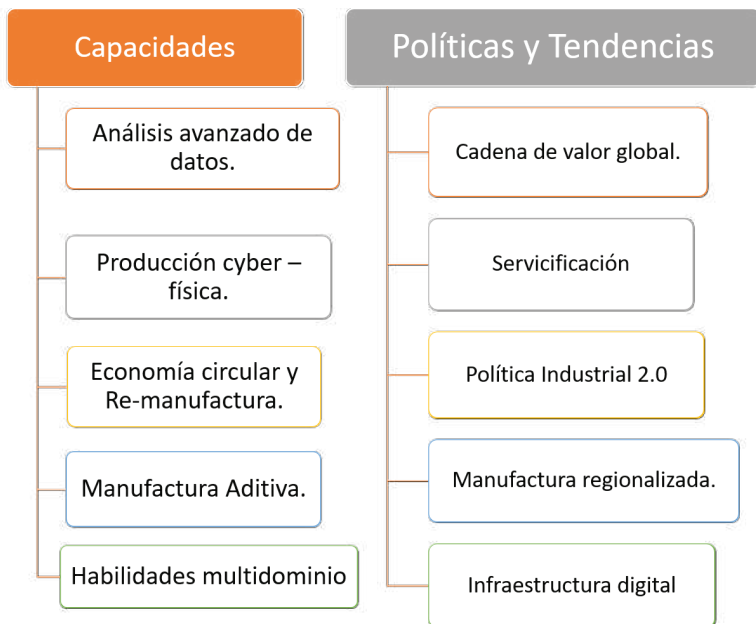 Capacidades
Análisis avanzado de
datos.
Producción cyber –
física.
Economía circular y
Re-manufactura.
Manufactura Aditiva.
Habilidades multidominio
Políticas y Tendencias
Cadena de valor global.
Servicificación
Política Industrial 2.0
Manufactura regionalizada.
Infraestructura digital